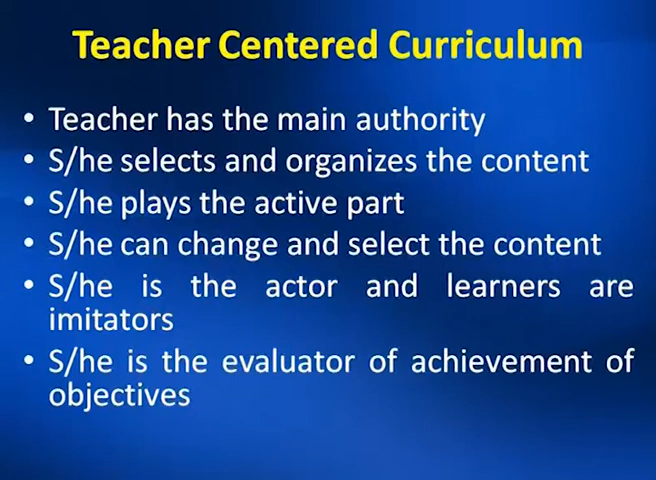 Teacher Centered Curriculum
• Teacher has the main authority
• S/he selects and organizes the content
• S/he plays the active part
• S/he can change and select the content
• S/he is the actor and learners are
imitators
• S/he is the evaluator of achievement of
objectives